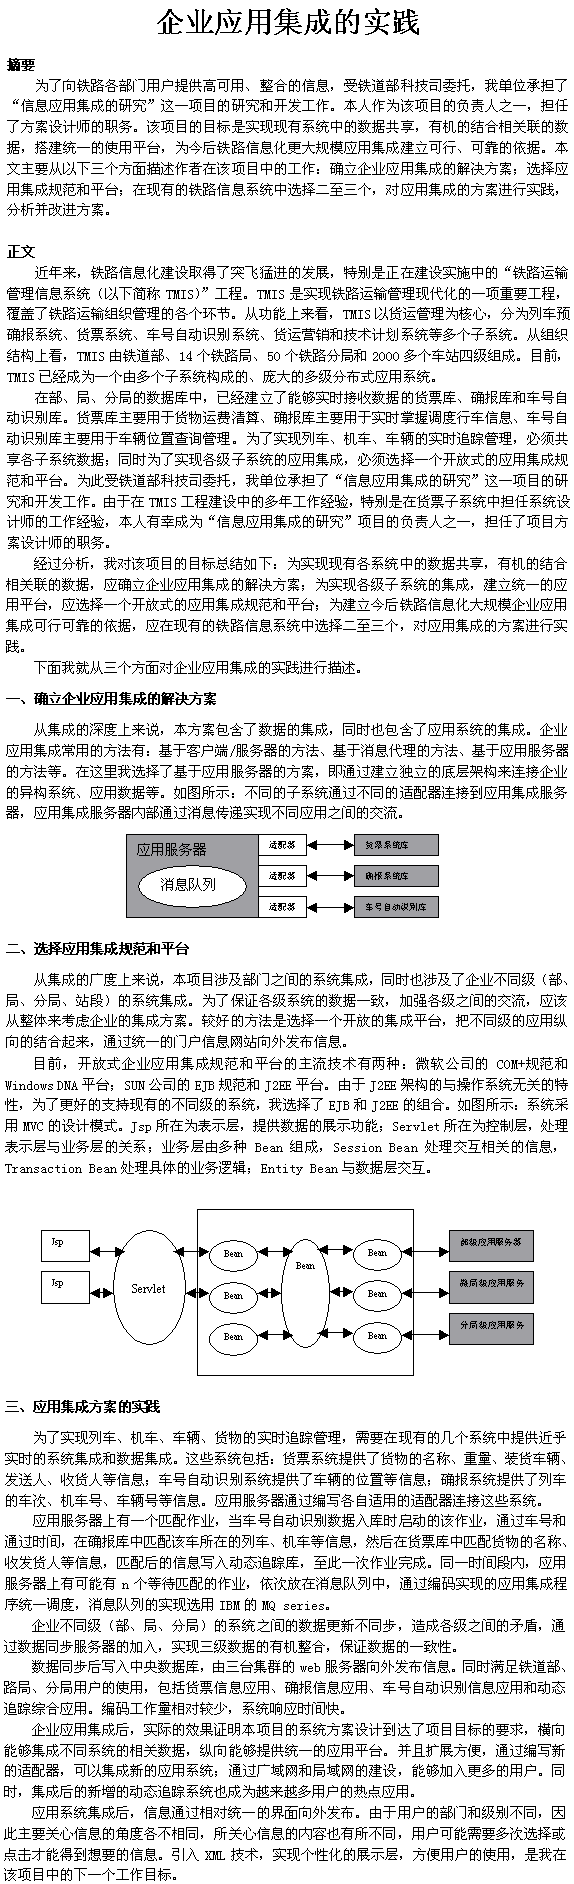 企业应用集成的实践
摘要
为了向铁路各部门用户提供高可用、整合的信息，受铁道部科技司委托，我单位承担了
“信息应用集成的研究”这一项目的研究和开发工作。本人作为该项目的负责人之一，担任
了方案设计师的职务。该项目的目标是实现现有系统中的数据共享，有机的结合相关联的数
据，搭建统一的使用平台，为今后铁路信息化更大规模应用集成建立可行、可靠的依据。本
文主要从以下三个方面描述作者在该项目中的工作：确立企业应用集成的解决方案；选择应
用集成规范和平台；在现有的铁路信息系统中选择二至三个，对应用集成的方案进行实践，
分析并改进方案。
正文
近年来，铁路信息化建设取得了突飞猛进的发展，特别是正在建设实施中的“铁路运输
管理信息系统（以下简称 TMIS）”工程。TMIS 是实现铁路运输管理现代化的一项重要工程，
覆盖了铁路运输组织管理的各个环节。从功能上来看，TMIS 以货运管理为核心，分为列车预
确报系统、货票系统、车号自动识别系统、货运营销和技术计划系统等多个子系统。从组织
结构上看，TMIS 由铁道部、14 个铁路局、50 个铁路分局和 2000 多个车站四级组成。目前，
TMIS 已经成为一个由多个子系统构成的、庞大的多级分布式应用系统。
在部、局、分局的数据库中，已经建立了能够实时接收数据的货票库、确报库和车号自
动识别库。货票库主要用于货物运费清算、确报库主要用于实时掌握调度行车信息、车号自
动识别库主要用于车辆位置查询管理。为了实现列车、机车、车辆的实时追踪管理，必须共
享各子系统数据；同时为了实现各级子系统的应用集成，必须选择一个开放式的应用集成规
范和平台。为此受铁道部科技司委托，我单位承担了“信息应用集成的研究”这一项目的研
究和开发工作。由于在 TMIS 工程建设中的多年工作经验，特别是在货票子系统中担任系统设
计师的工作经验，本人有幸成为“信息应用集成的研究”项目的负责人之一，担任了项目方
案设计师的职务。
经过分析，我对该项目的目标总结如下：为实现现有各系统中的数据共享，有机的结合
相关联的数据，应确立企业应用集成的解决方案；为实现各级子系统的集成，建立统一的应
用平台，应选择一个开放式的应用集成规范和平台；为建立今后铁路信息化大规模企业应用
集成可行可靠的依据，应在现有的铁路信息系统中选择二至三个，对应用集成的方案进行实
践。
下面我就从三个方面对企业应用集成的实践进行描述。
一、确立企业应用集成的解决方案
从集成的深度上来说，本方案包含了数据的集成，同时也包含了应用系统的集成。企业
应用集成常用的方法有：基于客户端/服务器的方法、基于消息代理的方法、基于应用服务器
的方法等。在这里我选择了基于应用服务器的方案，即通过建立独立的底层架构来连接企业
的异构系统、应用数据等。如图所示：不同的子系统通过不同的适配器连接到应用集成服务
器，应用集成服务器内部通过消息传递实现不同应用之间的交流。
应用服务器
消息队列
适配器 货票系统库
适配器 确报系统库
适配器 车号自动识别库
二、选择应用集成规范和平台
从集成的广度上来说，本项目涉及部门之间的系统集成，同时也涉及了企业不同级（部、
局、分局、站段）的系统集成。为了保证各级系统的数据一致，加强各级之间的交流，应该
从整体来考虑企业的集成方案。较好的方法是选择一个开放的集成平台，把不同级的应用纵
向的结合起来，通过统一的门户信息网站向外发布信息。
目前，开放式企业应用集成规范和平台的主流技术有两种：微软公司的 COM+规范和
Windows DNA 平台；SUN 公司的 EJB 规范和 J2EE 平台。由于 J2EE 架构的与操作系统无关的特
性，为了更好的支持现有的不同级的系统，我选择了 EJB 和 J2EE 的组合。如图所示：系统采
用 MVC 的设计模式。Jsp 所在为表示层，提供数据的展示功能；Servlet 所在为控制层，处理
表示层与业务层的关系；业务层由多种 Bean 组成，Session Bean 处理交互相关的信息，
Transaction Bean 处理具体的业务逻辑；Entity Bean 与数据层交互。
Jsp
Jsp
Servlet
Bean
Bean
Bean
Bean
Bean
Bean
Bean
部级应用服务器
路局级应用服务
分局级应用服务
三、应用集成方案的实践
为了实现列车、机车、车辆、货物的实时追踪管理，需要在现有的几个系统中提供近乎
实时的系统集成和数据集成。这些系统包括：货票系统提供了货物的名称、重量、装货车辆、
发送人、收货人等信息；车号自动识别系统提供了车辆的位置等信息；确报系统提供了列车
的车次、机车号、车辆号等信息。应用服务器通过编写各自适用的适配器连接这些系统。
应用服务器上有一个匹配作业，当车号自动识别数据入库时启动的该作业，通过车号和
通过时间，在确报库中匹配该车所在的列车、机车等信息，然后在货票库中匹配货物的名称、
收发货人等信息，匹配后的信息写入动态追踪库，至此一次作业完成。同一时间段内，应用
服务器上有可能有 n 个等待匹配的作业，依次放在消息队列中，通过编码实现的应用集成程
序统一调度，消息队列的实现选用 IBM 的 MQ series。
企业不同级（部、局、分局）的系统之间的数据更新不同步，造成各级之间的矛盾，通
过数据同步服务器的加入，实现三级数据的有机整合，保证数据的一致性。
数据同步后写入中央数据库，由三台集群的 web 服务器向外发布信息。同时满足铁道部、
路局、分局用户的使用，包括货票信息应用、确报信息应用、车号自动识别信息应用和动态
追踪综合应用。编码工作量相对较少，系统响应时间快。
企业应用集成后，实际的效果证明本项目的系统方案设计到达了项目目标的要求，横向
能够集成不同系统的相关数据，纵向能够提供统一的应用平台。并且扩展方便，通过编写新
的适配器，可以集成新的应用系统；通过广域网和局域网的建设，能够加入更多的用户。同
时，集成后的新增的动态追踪系统也成为越来越多用户的热点应用。
应用系统集成后，信息通过相对统一的界面向外发布。由于用户的部门和级别不同，因
此主要关心信息的角度各不相同，所关心信息的内容也有所不同，用户可能需要多次选择或
点击才能得到想要的信息。引入 XML 技术，实现个性化的展示层，方便用户的使用，是我在
该项目中的下一个工作目标。